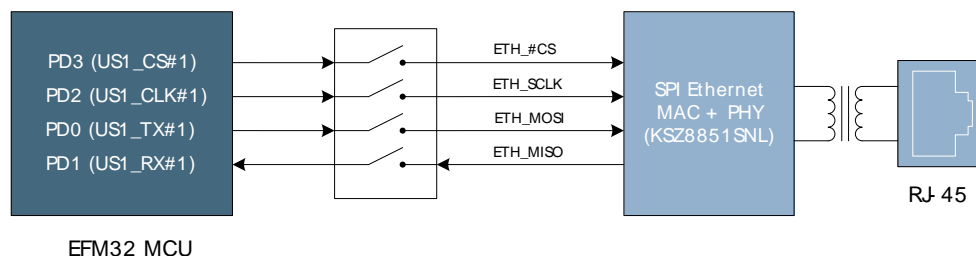 PD3 (US1_CS#1)
PD2 (US1_CLK#1)
PD0 (US1_TX#1)
PD1 (US1_RX#1)
EFM32 MCU
ETH_#CS
ETH_SCLK
ETH_MOSI
ETH_MISO
SPI Ethernet
MAC + PHY
(KSZ8851SNL)
RJ-45